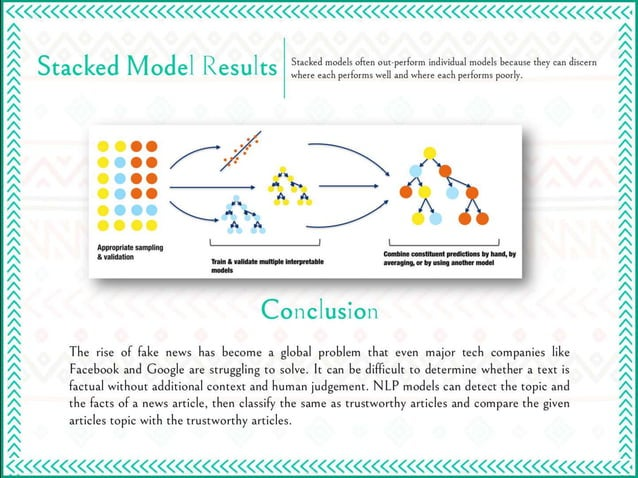 Stacked Model Results
Stacked models often out-perform individual models because they can discern
where each performs well and where each performs poorly.
Appropriate sampling
& validation
Train & validate multiple interpretable
models
Combine constituent predictions by hand, by
averaging, or by using another model
Conclusion
The rise of fake news has become a global problem that even major tech companies like
Facebook and Google are struggling to solve. It can be difficult to determine whether a text is
factual without additional context and human judgement. NLP models can detect the topic and
the facts of a news article, then classify the same as trustworthy articles and compare the given
articles topic with the trustworthy articles.